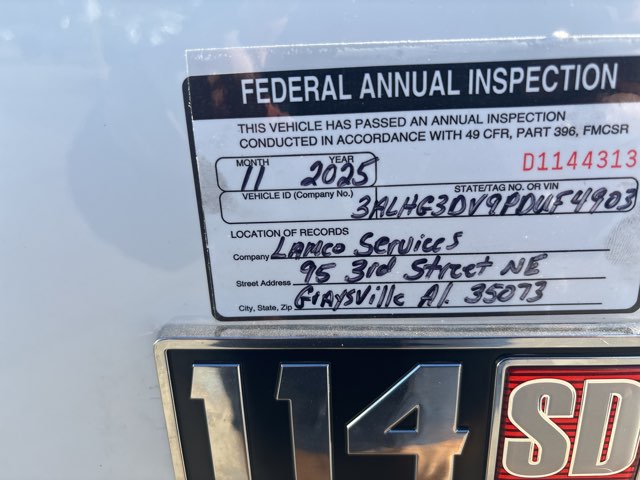 FEDERAL ANNUAL INSPECTION
THIS VEHICLE HAS PASSED AN ANNUAL INSPECTION
CONDUCTED IN ACCORDANCE WITH 49 CFR, PART 396, FMCSR
MONTH YEAR
11 2025 D1144313
VEHICLE ID (Company No.) STATE/TAG NO. OR VIN
3ALHG3DV9PDUF4903
LOCATION OF RECORDS
Company Lamco Services
Street Address 95 3rd Street NE
City, State, Zip Graysville Al. 35073
114 SD